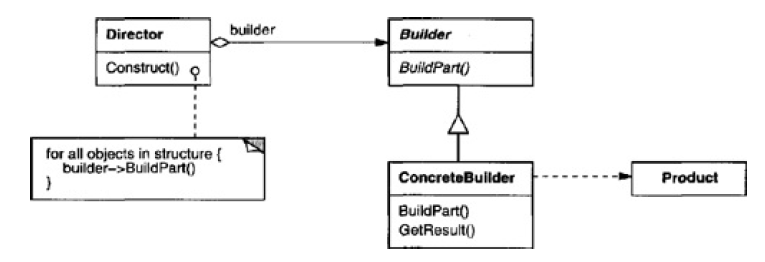 Director
builder
Builder
Construct()
BuildPart()
for all objects in structure {
builder->BuildPart()
}
ConcreteBuilder
Product
BuildPart()
GetResult()